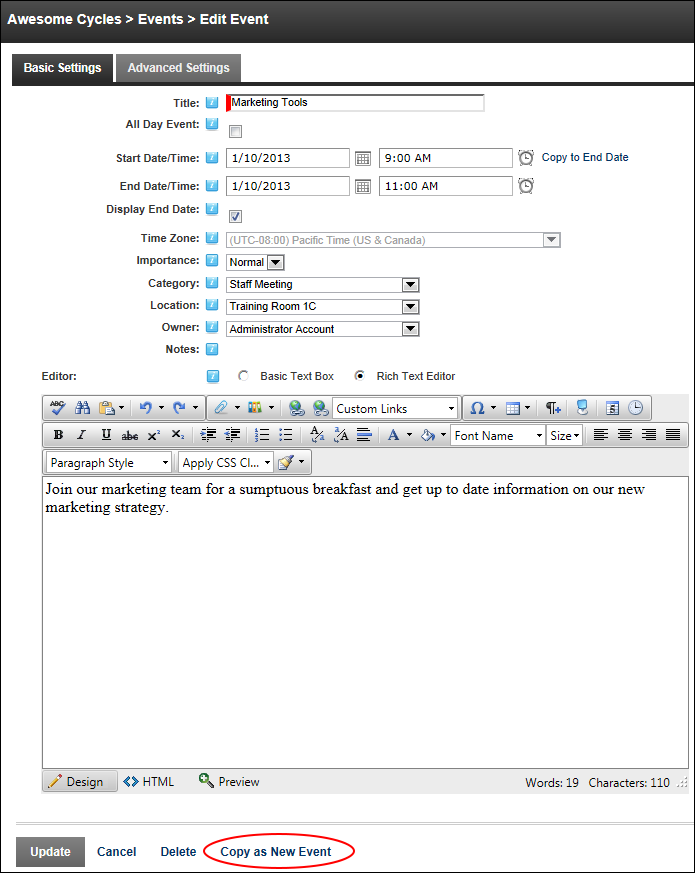 Awesome Cycles > Events > Edit Event
Basic Settings Advanced Settings
Title: Marketing Tools
All Day Event:
Start Date/Time: 1/10/2013 9:00 AM Copy to End Date
End Date/Time: 1/10/2013 11:00 AM
Display End Date:
Time Zone: (UTC-08:00) Pacific Time (US & Canada)
Importance: Normal
Category: Staff Meeting
Location: Training Room 1C
Owner: Administrator Account
Notes:
Editor: Basic Text Box Rich Text Editor
ABC Custom Links Ω ¶+ 5
B I U abc x² x₂ A A Font Name Size
Paragraph Style Apply CSS Cl...
Join our marketing team for a sumptuous breakfast and get up to date information on our new
marketing strategy.
Design HTML Preview Words: 19 Characters: 110
Update Cancel Delete Copy as New Event